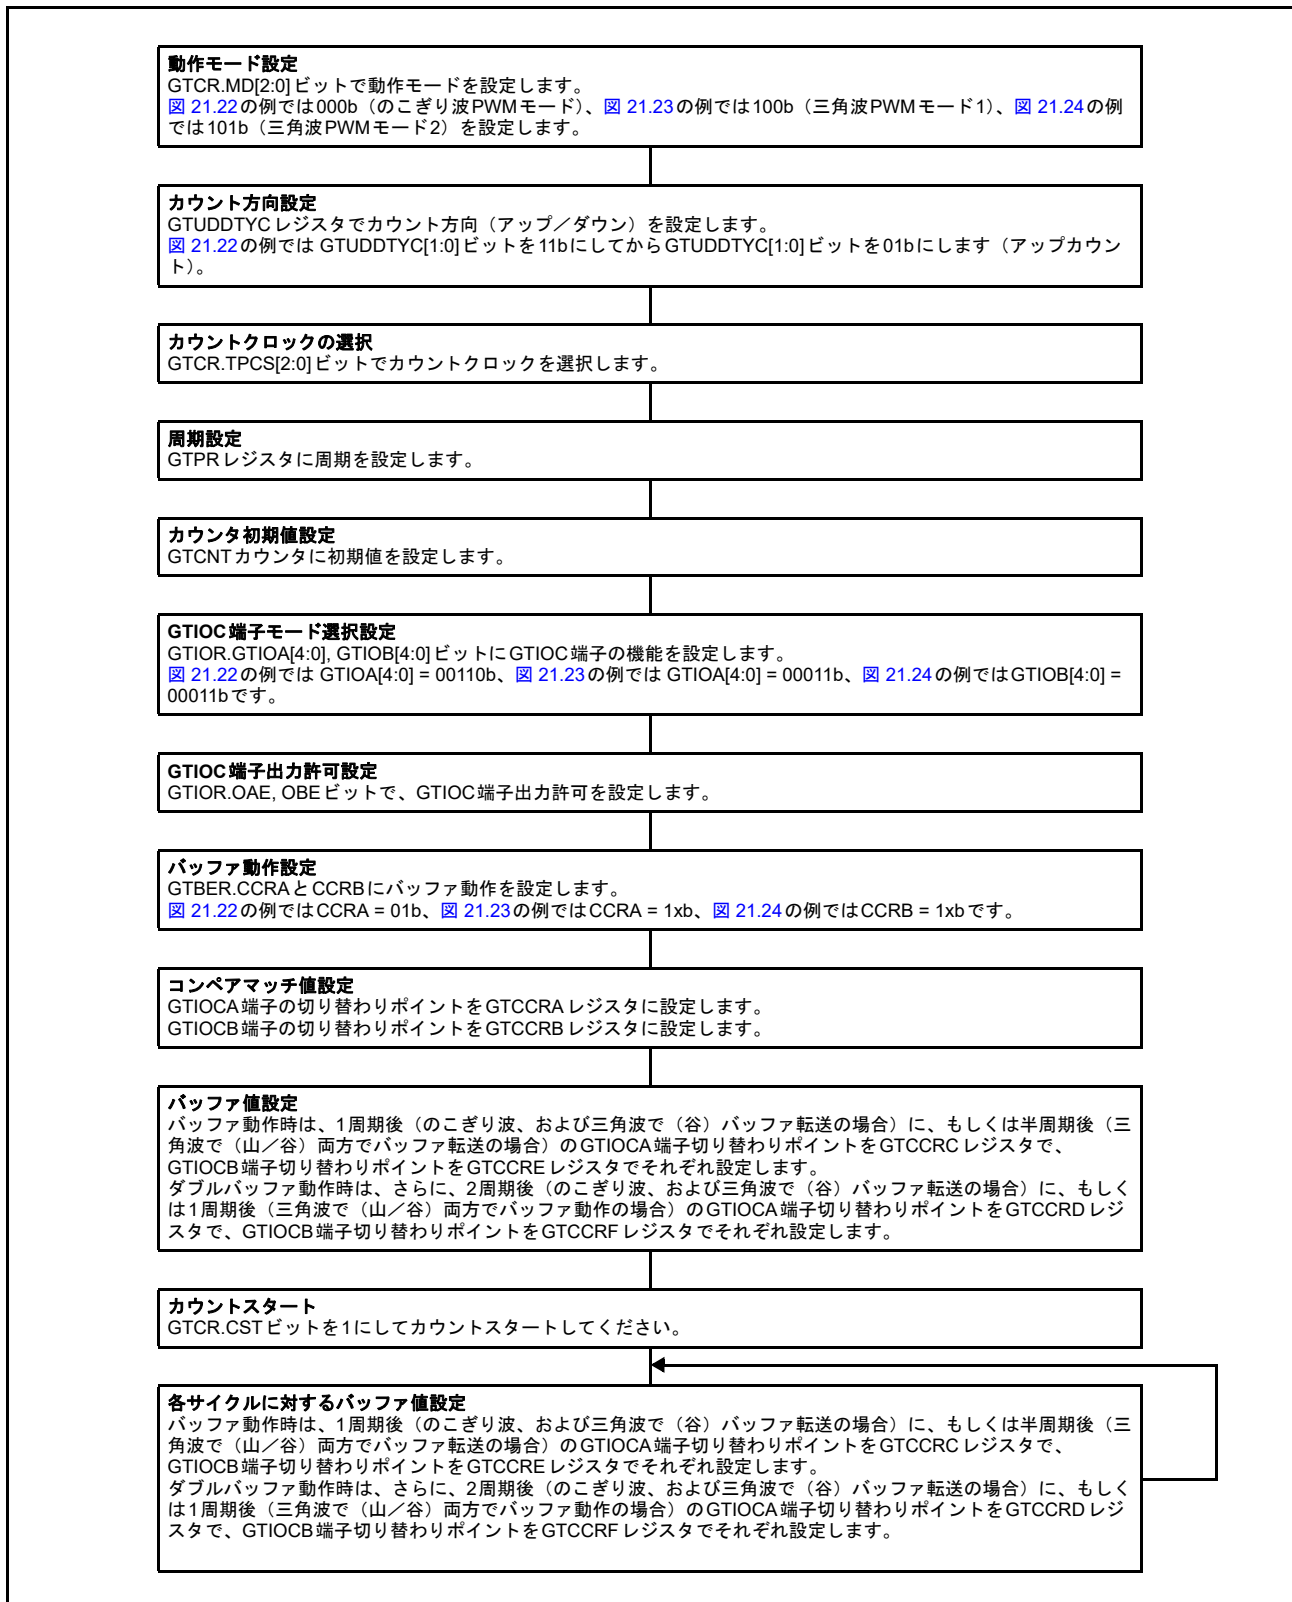 動作モード設定
GTCR.MD[2:0]ビットで動作モードを設定します。
図 21.22の例では000b（のこぎり波PWMモード）、図 21.23の例では100b（三角波PWMモード1）、図 21.24の例
では101b（三角波PWMモード2）を設定します。
カウント方向設定
GTUDDTYCレジスタでカウント方向（アップ／ダウン）を設定します。
図 21.22の例では GTUDDTYC[1:0]ビットを11bにしてからGTUDDTYC[1:0]ビットを01bにします（アップカウン
ト）。
カウントクロックの選択
GTCR.TPCS[2:0]ビットでカウントクロックを選択します。
周期設定
GTPRレジスタに周期を設定します。
カウンタ初期値設定
GTCNTカウンタに初期値を設定します。
GTIOC端子モード選択設定
GTIOR.GTIOA[4:0], GTIOB[4:0]ビットにGTIOC端子の機能を設定します。
図 21.22の例では GTIOA[4:0] = 00110b、図 21.23の例では GTIOA[4:0] = 00011b、図 21.24の例ではGTIOB[4:0] =
00011bです。
GTIOC端子出力許可設定
GTIOR.OAE, OBEビットで、GTIOC端子出力許可を設定します。
バッファ動作設定
GTBER.CCRAとCCRBにバッファ動作を設定します。
図 21.22の例ではCCRA = 01b、図 21.23の例ではCCRA = 1xb、図 21.24の例ではCCRB = 1xbです。
コンペアマッチ値設定
GTIOCA端子の切り替わりポイントをGTCCRAレジスタに設定します。
GTIOCB端子の切り替わりポイントをGTCCRBレジスタに設定します。
バッファ値設定
バッファ動作時は、1周期後（のこぎり波、および三角波で（谷）バッファ転送の場合）に、もしくは半周期後（三
角波で（山／谷）両方でバッファ転送の場合）のGTIOCA端子切り替わりポイントをGTCCRCレジスタで、
GTIOCB端子切り替わりポイントをGTCCREレジスタでそれぞれ設定します。
ダブルバッファ動作時は、さらに、2周期後（のこぎり波、および三角波で（谷）バッファ転送の場合）に、もしく
は1周期後（三角波で（山／谷）両方でバッファ動作の場合）のGTIOCA端子切り替わりポイントをGTCCRDレジ
スタで、GTIOCB端子切り替わりポイントをGTCCRFレジスタでそれぞれ設定します。
カウントスタート
GTCR.CSTビットを1にしてカウントスタートしてください。
各サイクルに対するバッファ値設定
バッファ動作時は、1周期後（のこぎり波、および三角波で（谷）バッファ転送の場合）に、もしくは半周期後（三
角波で（山／谷）両方でバッファ転送の場合）のGTIOCA端子切り替わりポイントをGTCCRCレジスタで、
GTIOCB端子切り替わりポイントをGTCCREレジスタでそれぞれ設定します。
ダブルバッファ動作時は、さらに、2周期後（のこぎり波、および三角波で（谷）バッファ転送の場合）に、もしく
は1周期後（三角波で（山／谷）両方でバッファ動作の場合）のGTIOCA端子切り替わりポイントをGTCCRDレジ
スタで、GTIOCB端子切り替わりポイントをGTCCRFレジスタでそれぞれ設定します。